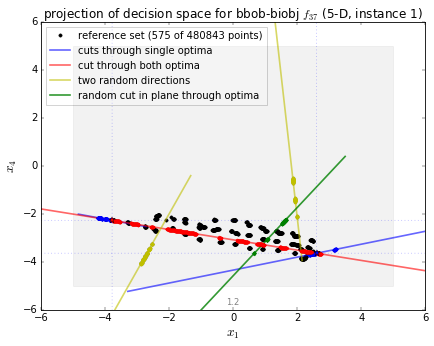 projection of decision space for bbob-biobj f37 (5-D, instance 1)
reference set (575 of 480843 points)
cuts through single optima
cut through both optima
two random directions
random cut in plane through optima
6
4
2
0
−2
−4
−6
x4
1.2
−6 −4 −2 0 2 4 6
x1